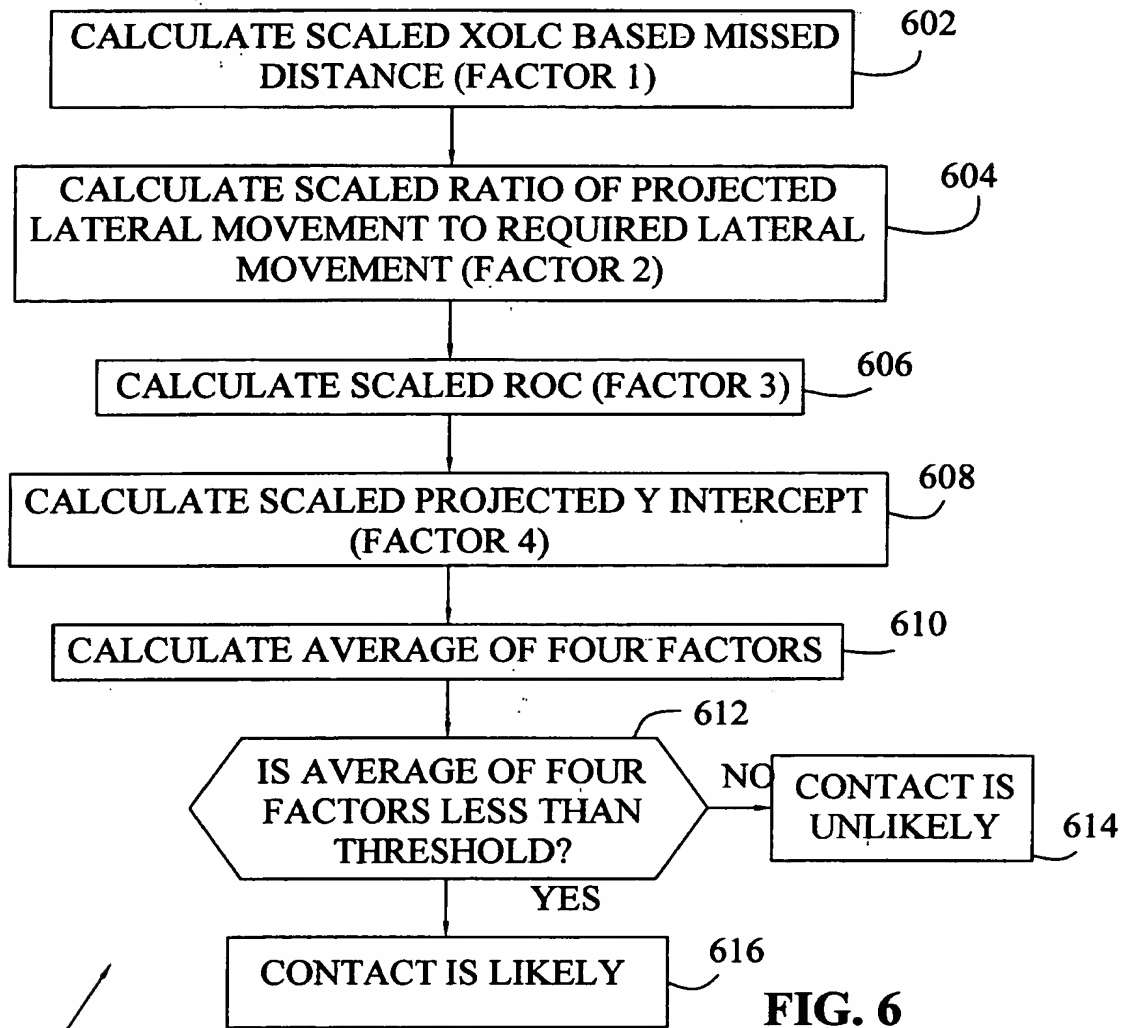 CALCULATE SCALED XOLC BASED MISSED
DISTANCE (FACTOR 1)
602
CALCULATE SCALED RATIO OF PROJECTED
LATERAL MOVEMENT TO REQUIRED LATERAL
MOVEMENT (FACTOR 2)
604
CALCULATE SCALED ROC (FACTOR 3)
606
CALCULATE SCALED PROJECTED Y INTERCEPT
(FACTOR 4)
608
CALCULATE AVERAGE OF FOUR FACTORS
610
612
IS AVERAGE OF FOUR
FACTORS LESS THAN
THRESHOLD?
NO
CONTACT IS
UNLIKELY
614
YES
CONTACT IS LIKELY
616
FIG. 6